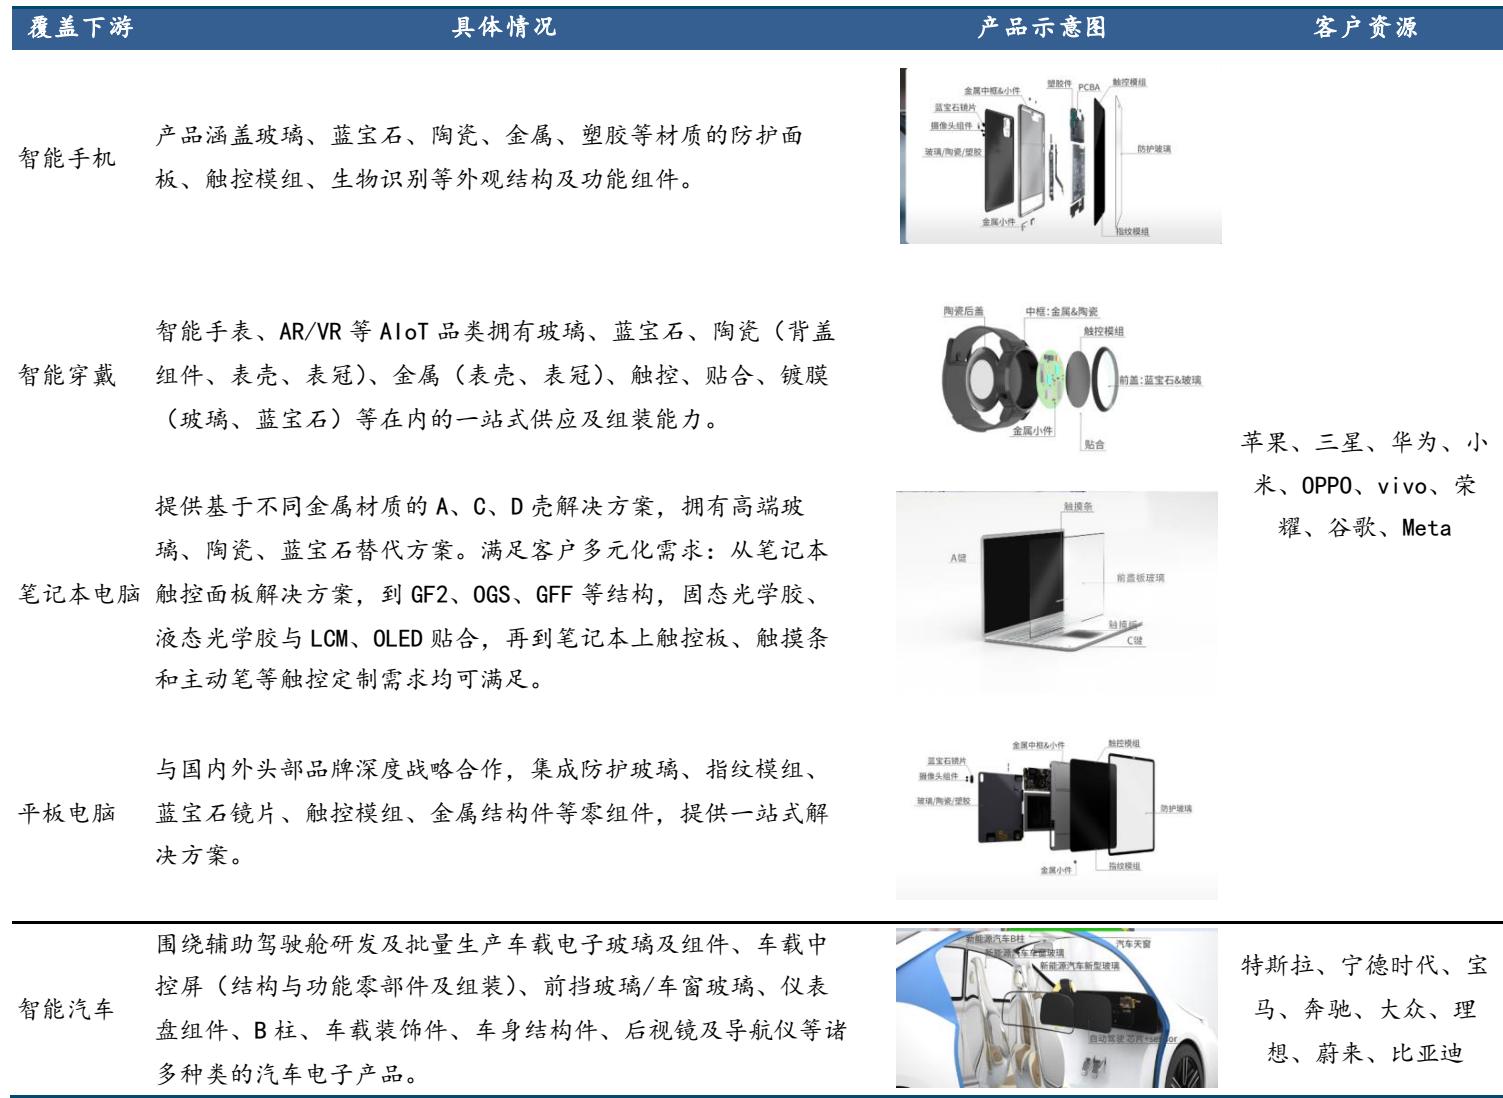 覆盖下游 具体情况 产品示意图 客户资源
智能手机
产品涵盖玻璃、蓝宝石、陶瓷、金属、塑胶等材质的防护面
板、触控模组、生物识别等外观结构及功能组件。
金属中框&小件
塑胶件
PCBA
触控模组
蓝宝石镜片
摄像头组件
玻璃/陶瓷/塑胶
防护玻璃
金属小件
指纹模组
智能穿戴
智能手表、AR/VR 等 AIoT 品类拥有玻璃、蓝宝石、陶瓷（背盖
组件、表壳、表冠）、金属（表壳、表冠）、触控、贴合、镀膜
（玻璃、蓝宝石）等在内的一站式供应及组装能力。
陶瓷后盖
中框:金属&陶瓷
触控模组
前盖:蓝宝石&玻璃
金属小件
贴合
笔记本电脑
提供基于不同金属材质的 A、C、D 壳解决方案，拥有高端玻
璃、陶瓷、蓝宝石替代方案。满足客户多元化需求：从笔记本
触控面板解决方案，到 GF2、OGS、GFF 等结构，固态光学胶、
液态光学胶与 LCM、OLED 贴合，再到笔记本上触控板、触摸条
和主动笔等触控定制需求均可满足。
触摸条
A键
前盖板玻璃
触摸板
C键
平板电脑
与国内外头部品牌深度战略合作，集成防护玻璃、指纹模组、
蓝宝石镜片、触控模组、金属结构件等零组件，提供一站式解
决方案。
金属中框&小件
触控模组
蓝宝石镜片
摄像头组件
玻璃/陶瓷/塑胶
防护玻璃
金属小件
指纹模组
苹果、三星、华为、小
米、OPPO、vivo、荣
耀、谷歌、Meta
智能汽车
围绕辅助驾驶舱研发及批量生产车载电子玻璃及组件、车载中
控屏（结构与功能零部件及组装）、前挡玻璃/车窗玻璃、仪表
盘组件、B 柱、车载装饰件、车身结构件、后视镜及导航仪等诸
多种类的汽车电子产品。
新能源汽车B柱
汽车天窗
新能源汽车车窗玻璃
新能源汽车新型玻璃
自动驾驶 芯片+sensor
特斯拉、宁德时代、宝
马、奔驰、大众、理
想、蔚来、比亚迪